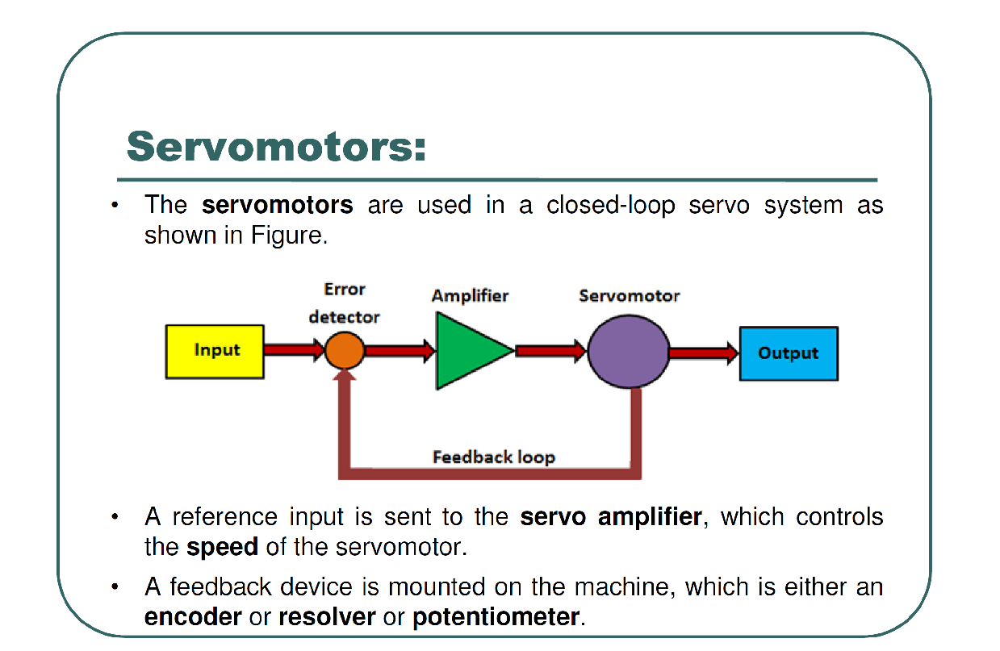 Servomotors:
• The servomotors are used in a closed-loop servo system as
shown in Figure.
Error
detector
Amplifier
Servomotor
Input
Output
Feedback loop
• A reference input is sent to the servo amplifier, which controls
the speed of the servomotor.
• A feedback device is mounted on the machine, which is either an
encoder or resolver or potentiometer.